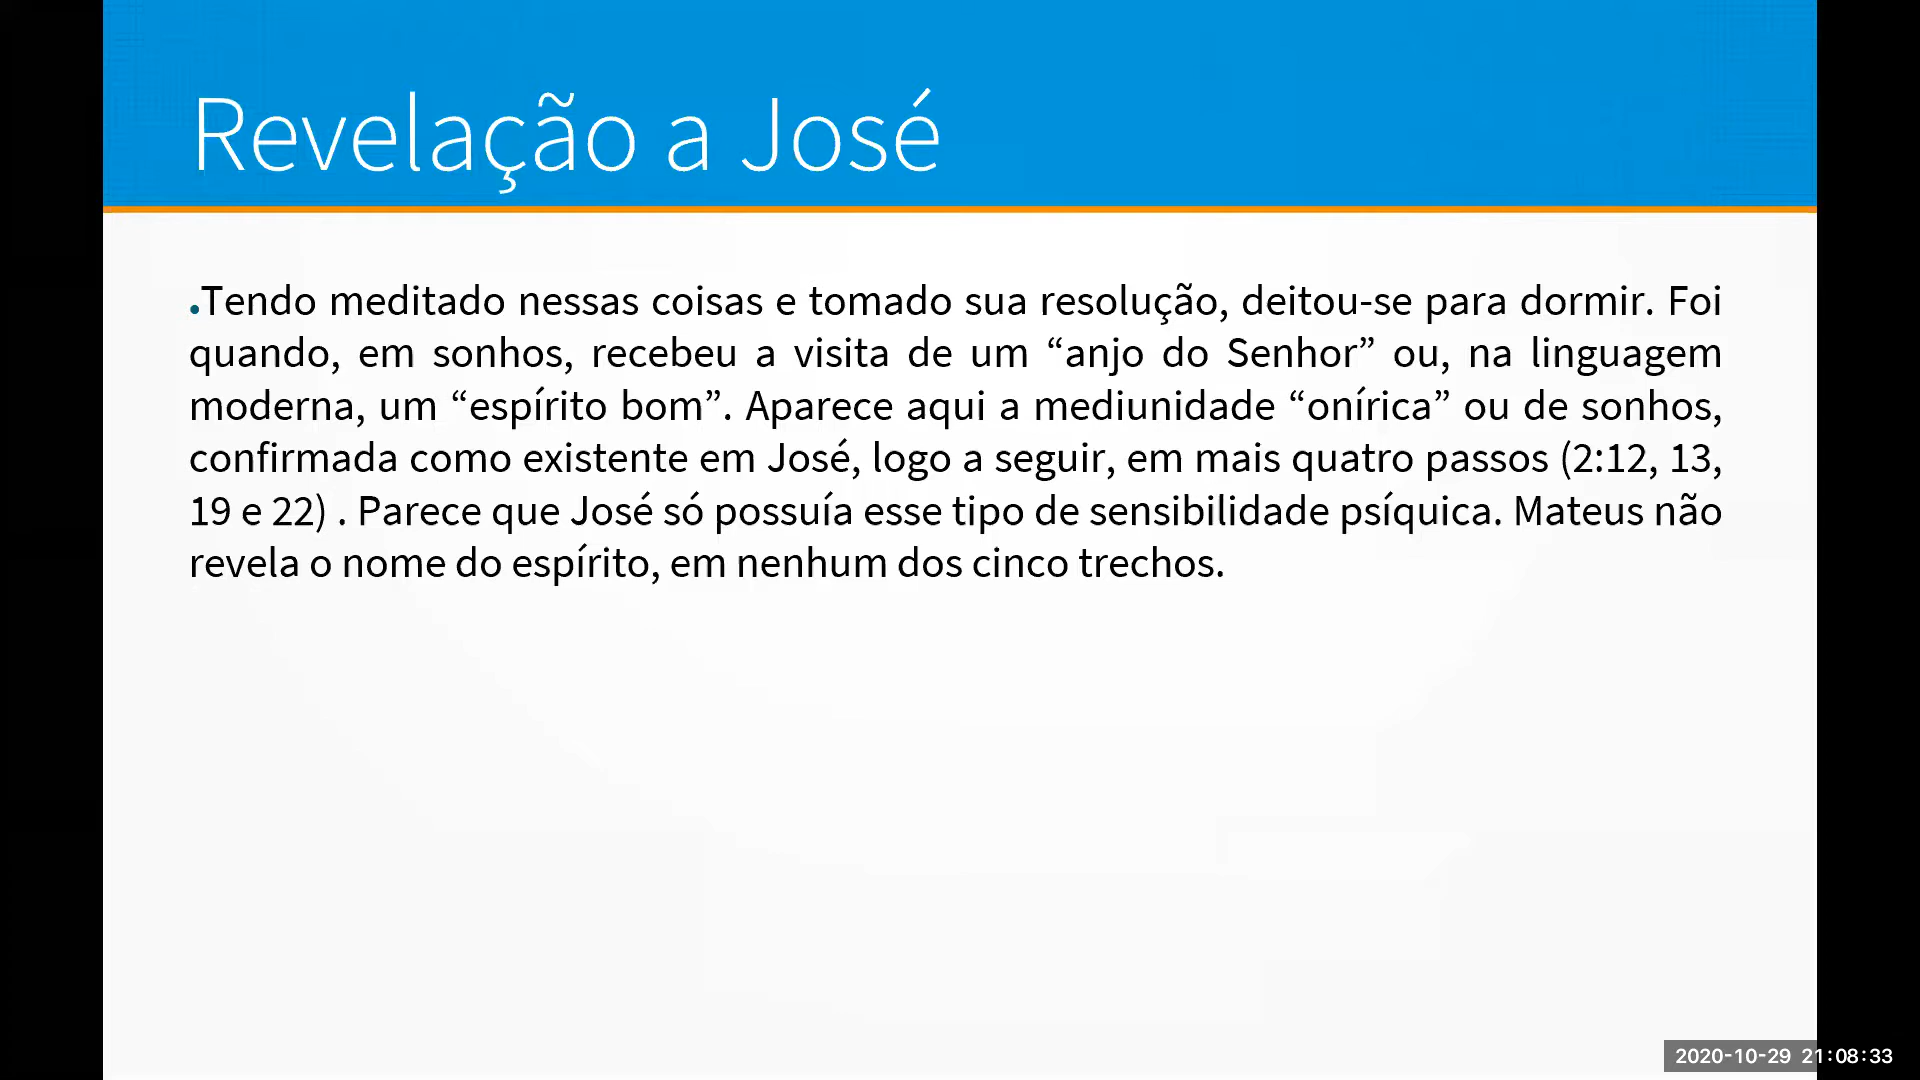 Revelação a José
•Tendo meditado nessas coisas e tomado sua resolução, deitou-se para dormir. Foi
quando, em sonhos, recebeu a visita de um “anjo do Senhor” ou, na linguagem
moderna, um “espírito bom”. Aparece aqui a mediunidade “onírica” ou de sonhos,
confirmada como existente em José, logo a seguir, em mais quatro passos (2:12, 13,
19 e 22) . Parece que José só possuía esse tipo de sensibilidade psíquica. Mateus não
revela o nome do espírito, em nenhum dos cinco trechos.
2020-10-29 21:08:33